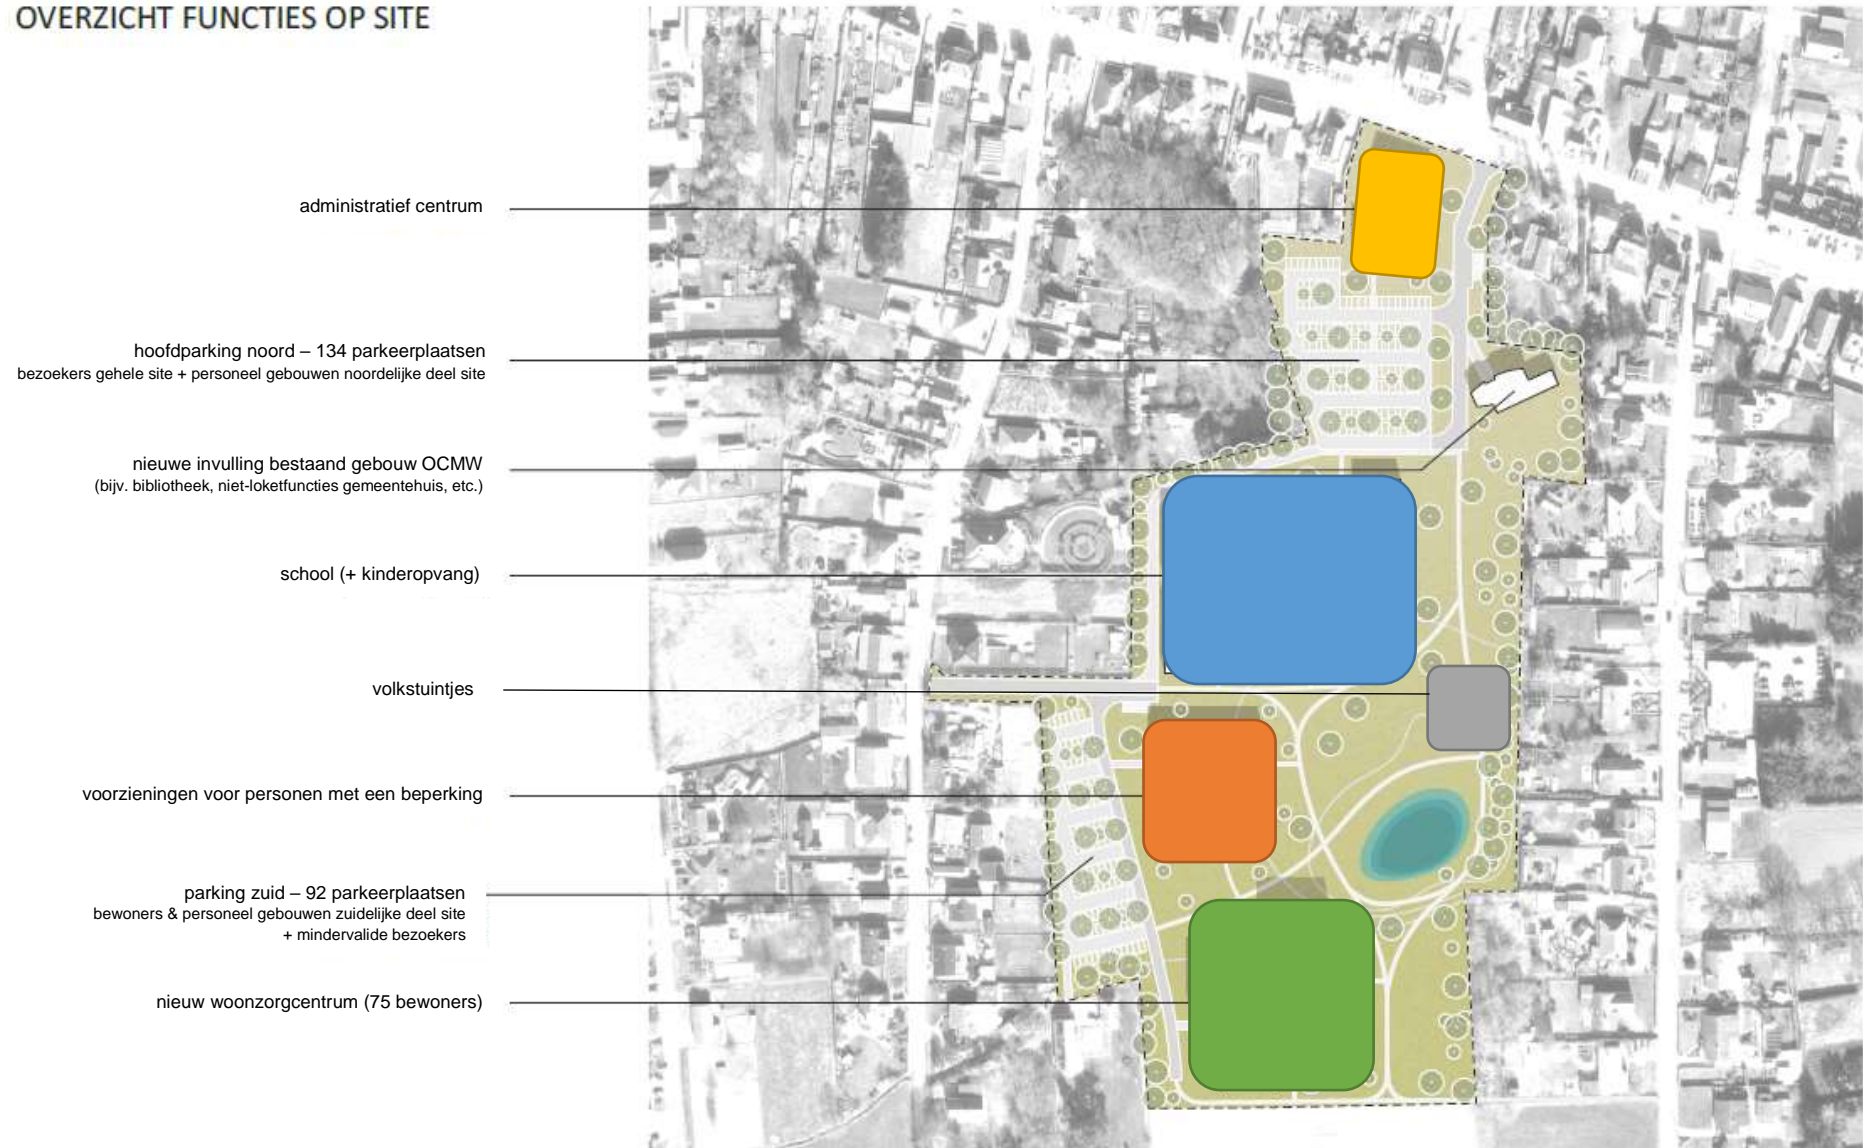 OVERZICHT FUNCTIES OP SITE
administratief centrum
hoofdparking noord – 134 parkeerplaatsen
bezoekers gehele site + personeel gebouwen noordelijke deel site
nieuwe invulling bestaand gebouw OCMW
(bijv. bibliotheek, niet-loketfuncties gemeentehuis, etc.)
school (+ kinderopvang)
volkstuintjes
voorzieningen voor personen met een beperking
parking zuid – 92 parkeerplaatsen
bewoners & personeel gebouwen zuidelijke deel site
+ mindervalide bezoekers
nieuw woonzorgcentrum (75 bewoners)